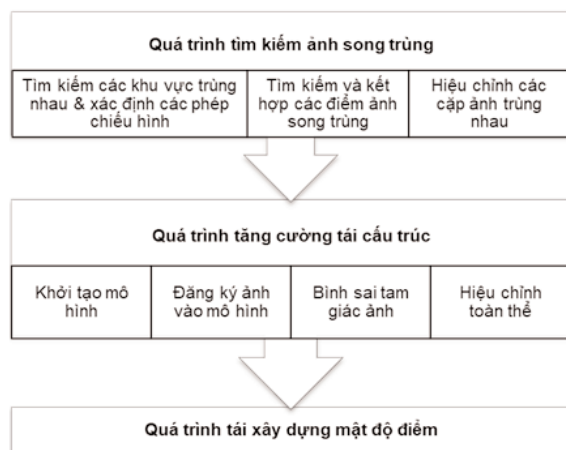 Quá trình tìm kiếm ảnh song trùng
Tìm kiếm các khu vực trùng
nhau & xác định các phép
chiếu hình
Tìm kiếm và kết
hợp các điểm ảnh
song trùng
Hiệu chỉnh các
cặp ảnh trùng
nhau
Quá trình tăng cường tái cấu trúc
Khởi tạo mô
hình
Đăng ký ảnh
vào mô hình
Bình sai tam
giác ảnh
Hiệu chỉnh
toàn thể
Quá trình tái xây dựng mật độ điểm